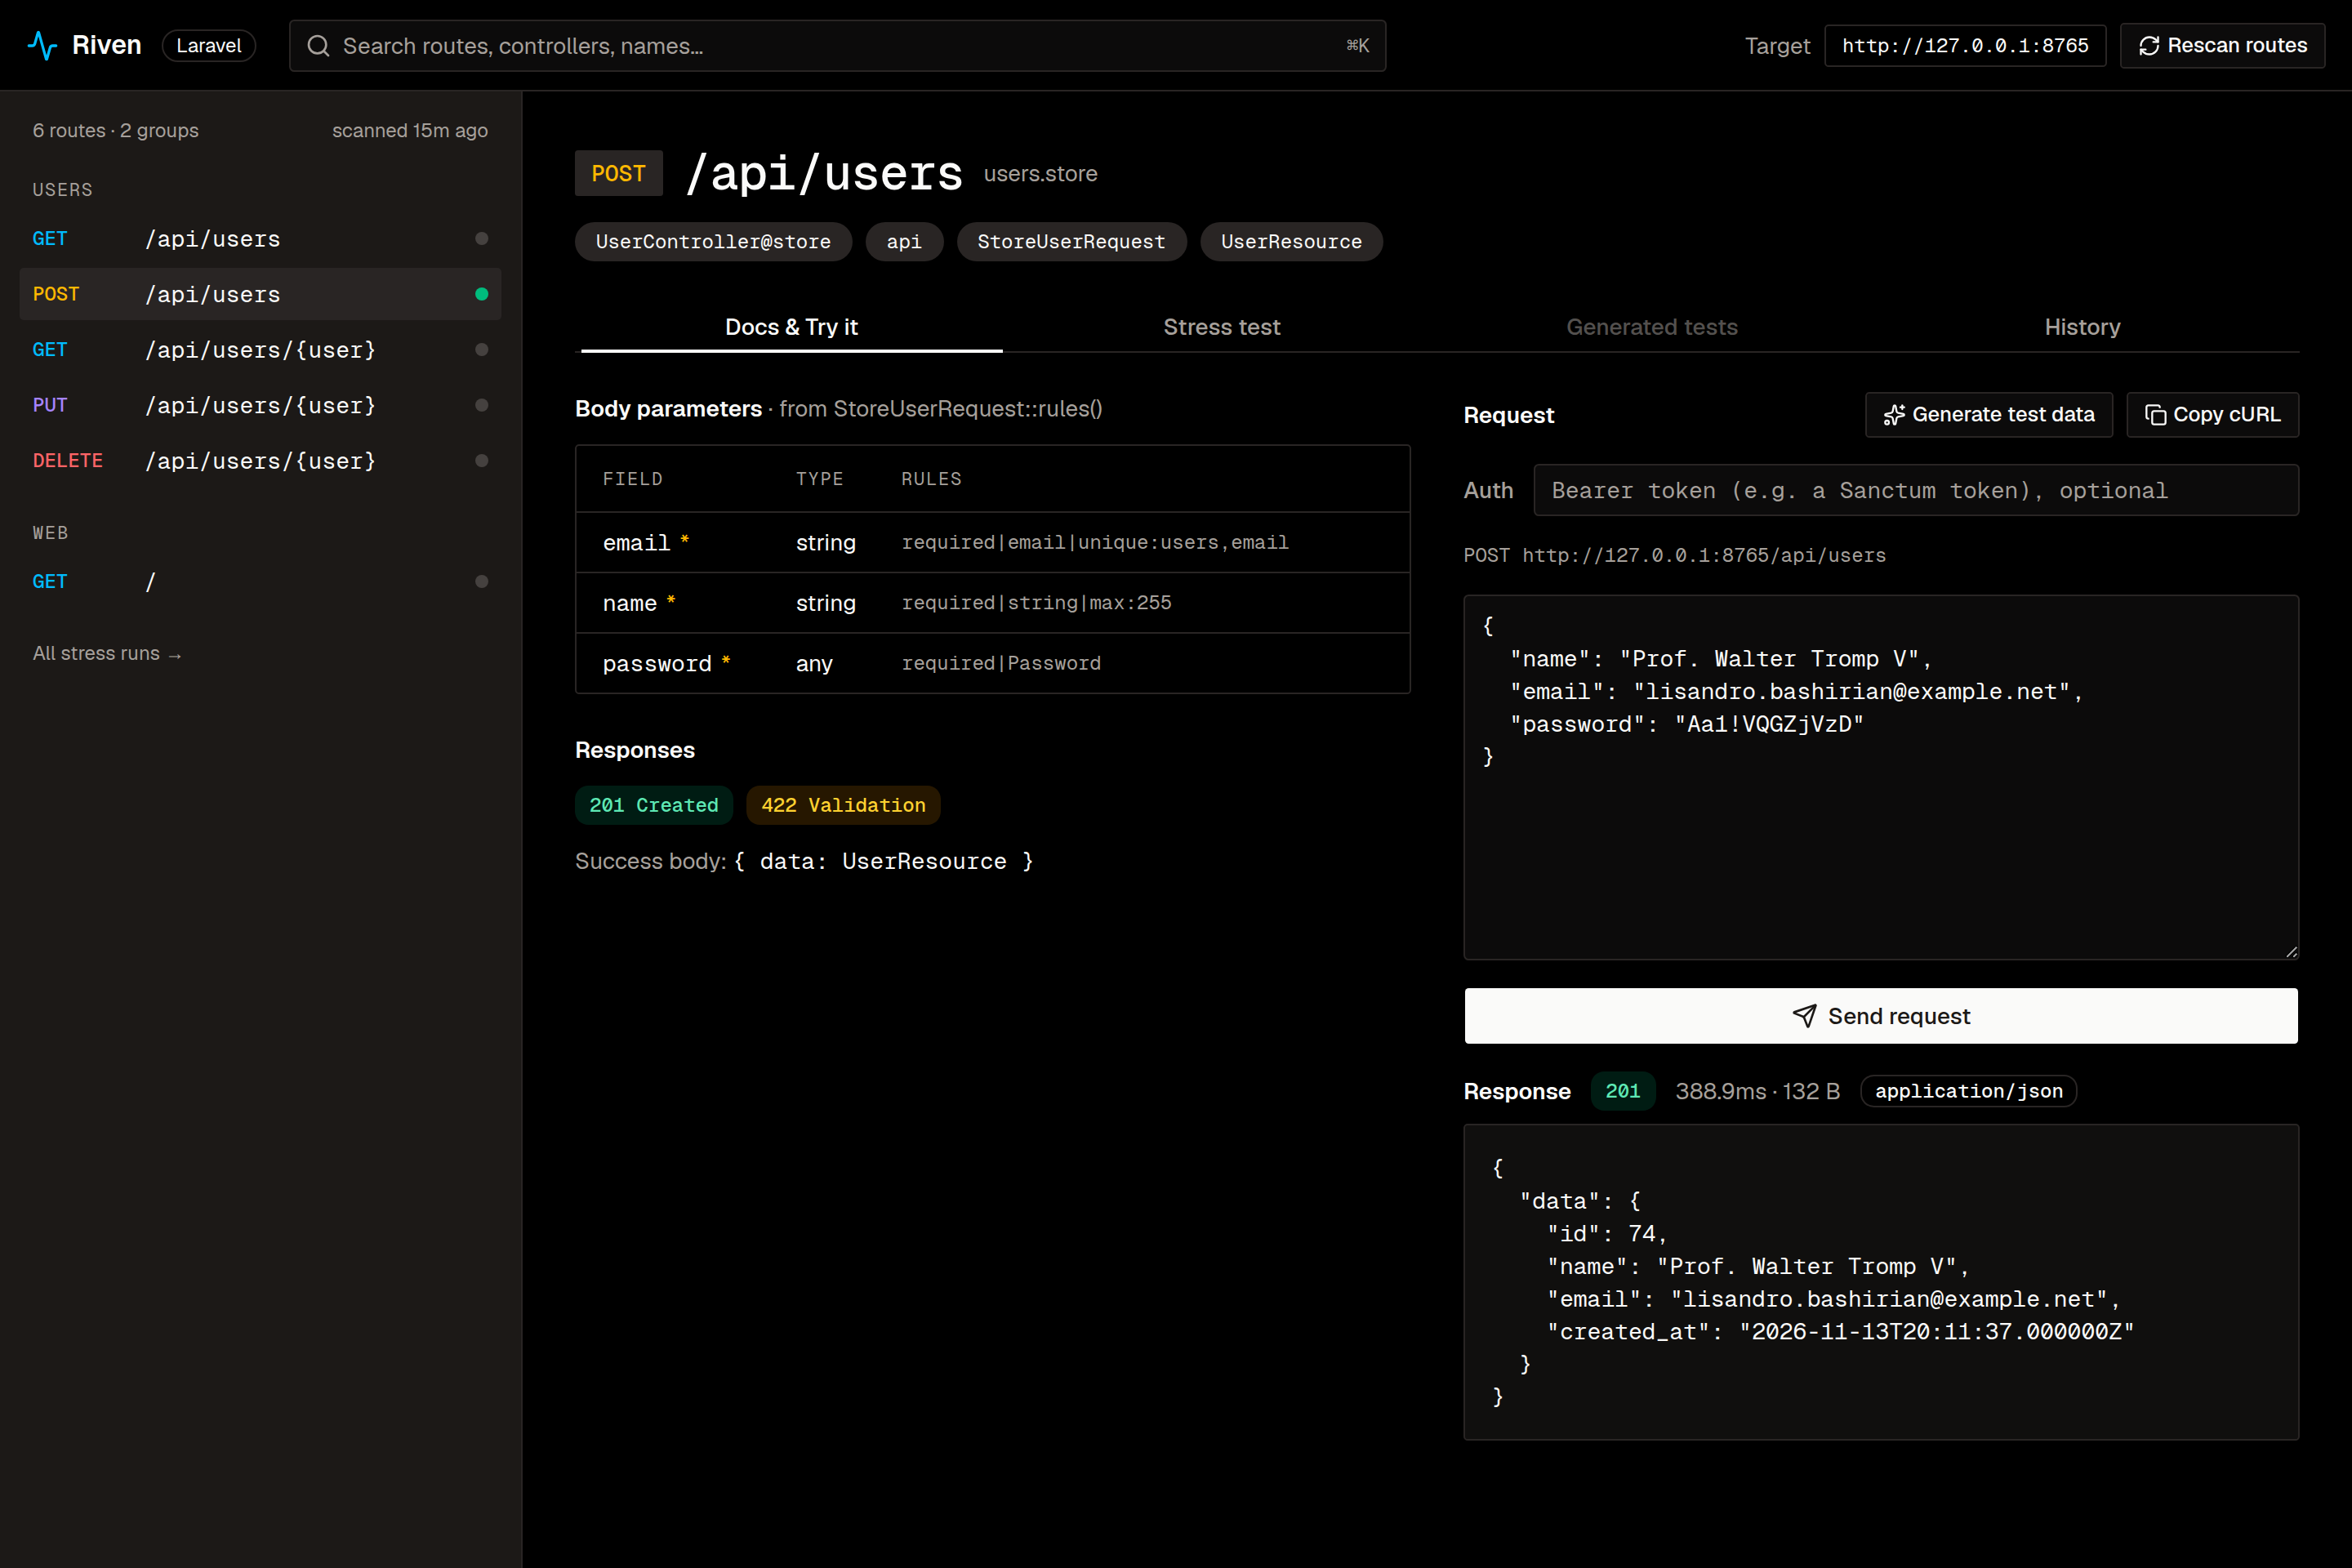 Riven
Laravel
Search routes, controllers, names...
⌘K
Target
http://127.0.0.1:8765
Rescan routes
6 routes · 2 groups
scanned 15m ago
USERS
GET /api/users
POST /api/users
GET /api/users/{user}
PUT /api/users/{user}
DELETE /api/users/{user}
WEB
GET /
All stress runs →
POST /api/users users.store
UserController@store
api
StoreUserRequest
UserResource
Docs & Try it
Stress test
Generated tests
History
Body parameters · from StoreUserRequest::rules()
FIELD TYPE RULES
email * string required|email|unique:users,email
name * string required|string|max:255
password * any required|Password
Responses
201 Created
422 Validation
Success body: { data: UserResource }
Request
Generate test data
Copy cURL
Auth
Bearer token (e.g. a Sanctum token), optional
POST http://127.0.0.1:8765/api/users
{
"name": "Prof. Walter Tromp V",
"email": "lisandro.bashirian@example.net",
"password": "Aa1!VQGZjVzD"
}
Send request
Response 201 388.9ms · 132 B application/json
{
"data": {
"id": 74,
"name": "Prof. Walter Tromp V",
"email": "lisandro.bashirian@example.net",
"created_at": "2026-11-13T20:11:37.000000Z"
}
}